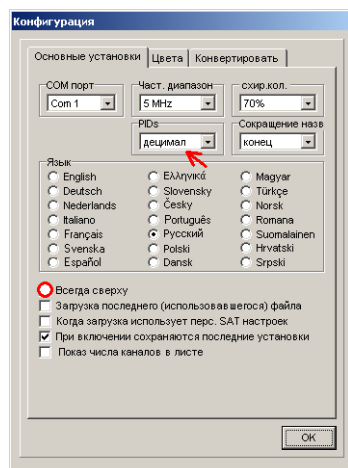 Конфигурация
Основные установки Цвета Конвертировать
COM порт Част. диапазон схир.кол.
Com 1 5 MHz 70%
PIDs Сокращение назв
децимал конец
Язык
English Ελληνικά Magyar
Deutsch Slovensky Türkçe
Nederlands Česky Norsk
Italiano Português Romana
Français Русский Suomalainen
Svenska Polski Hrvatski
Español Dansk Srpski
Всегда сверху
Загрузка последнего (использовавшегося) файла
Когда загрузка использует перс. SAT настроек
При включении сохраняются последние установки
Показ числа каналов в листе
OK